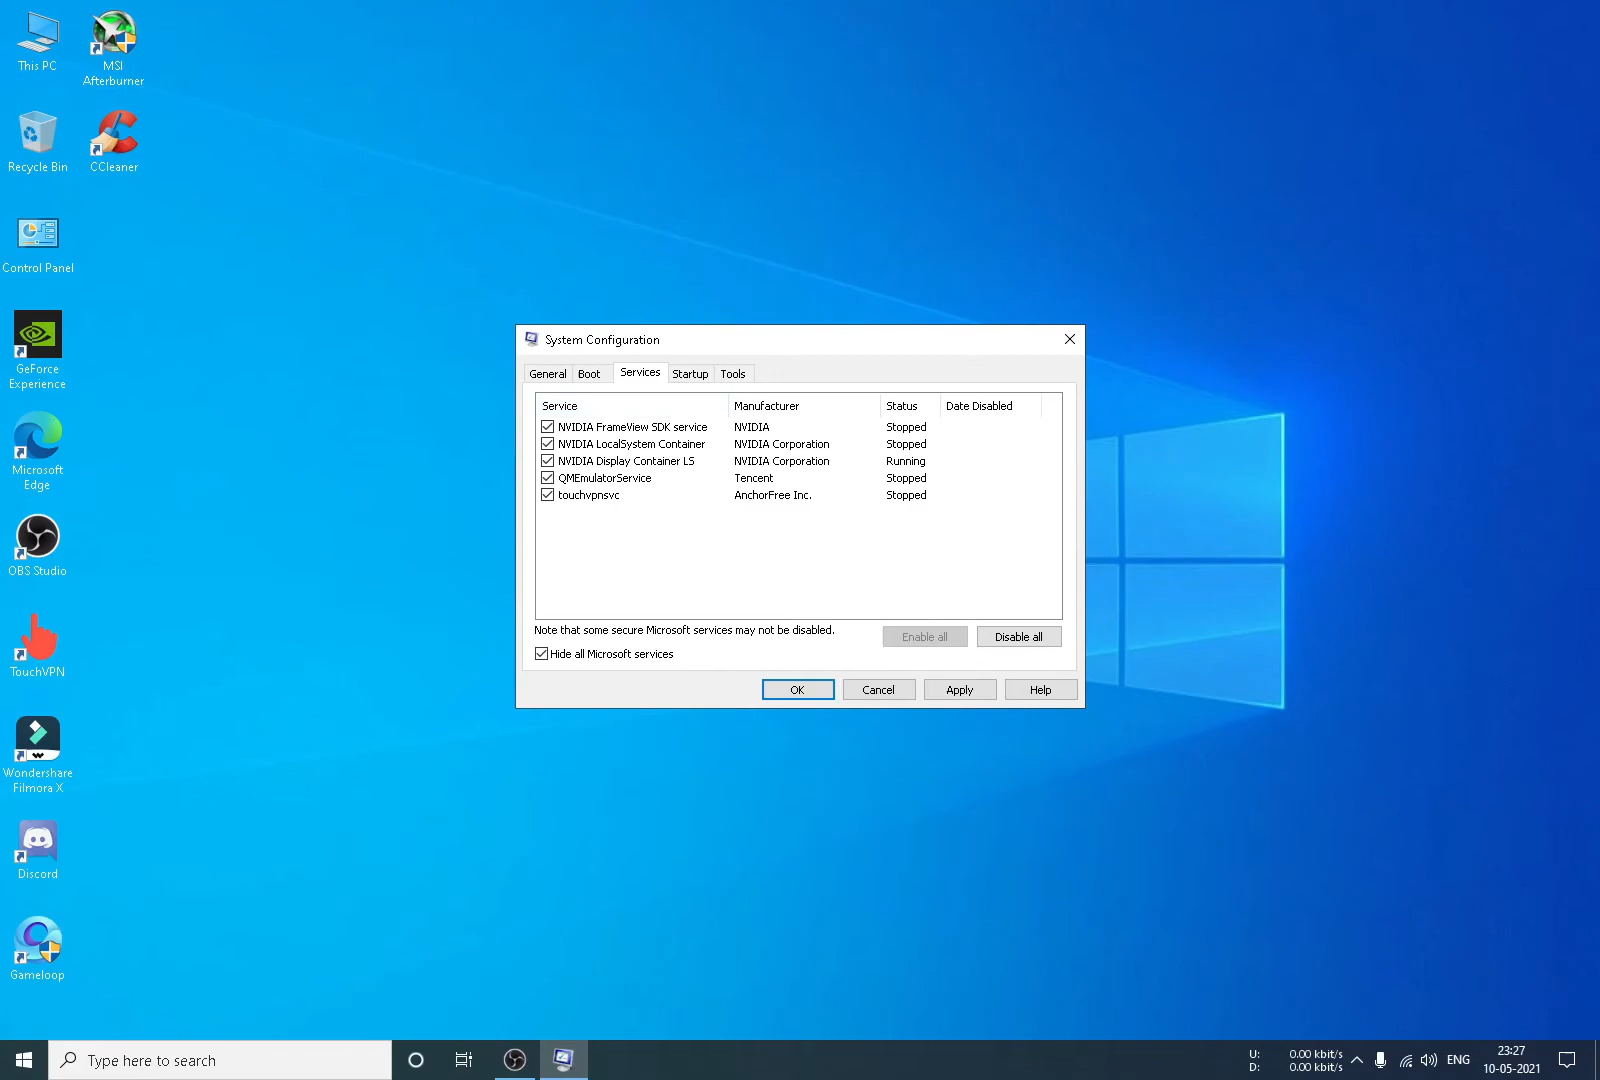 This PC
MSI
Afterburner
Recycle Bin
CCleaner
Control Panel
GeForce
Experience
Microsoft
Edge
OBS Studio
TouchVPN
Wondershare
Filmora X
Discord
Gameloop
System Configuration
General
Boot
Services
Startup
Tools
Service Manufacturer Status Date Disabled
NVIDIA FrameView SDK service NVIDIA Stopped
NVIDIA LocalSystem Container NVIDIA Corporation Stopped
NVIDIA Display Container LS NVIDIA Corporation Running
QMEmulatorService Tencent Stopped
touchvpnsvc AnchorFree Inc. Stopped
Note that some secure Microsoft services may not be disabled.
Enable all
Disable all
Hide all Microsoft services
OK
Cancel
Apply
Help
Type here to search
U: 0.00 kbit/s
D: 0.00 kbit/s
ENG
23:27
10-05-2021